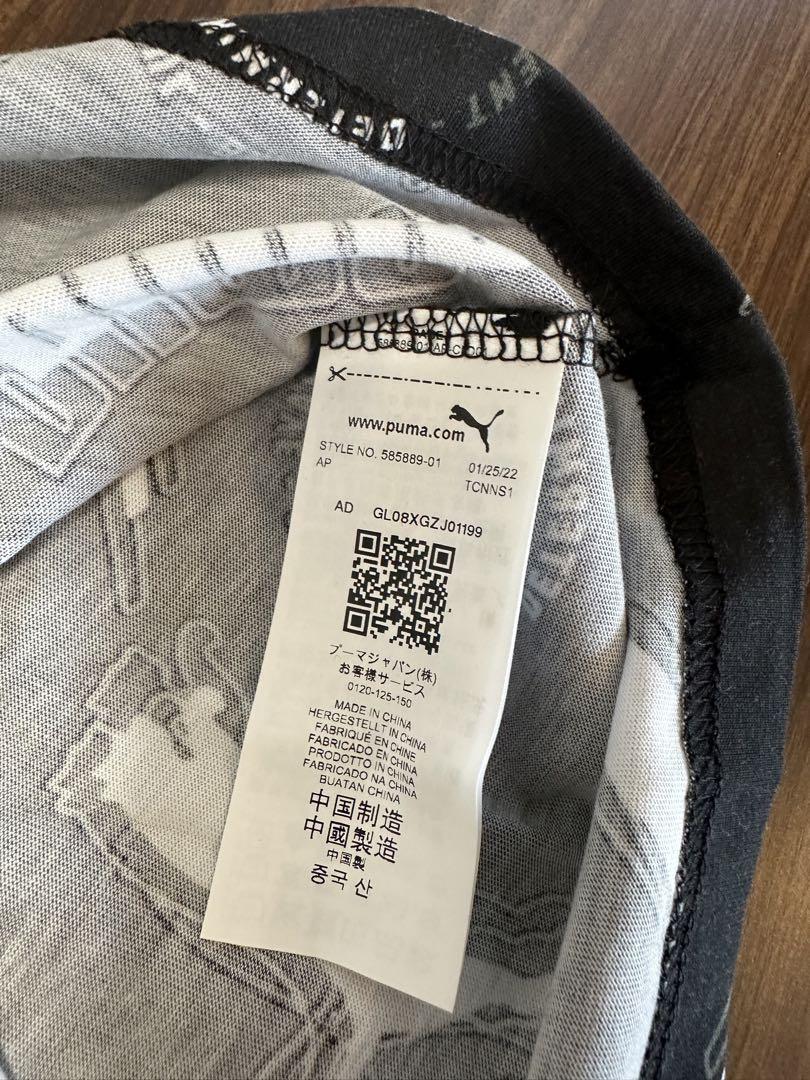 ENT
www.puma.com
STYLE NO. 585889-01 01/25/22
AP TCNNS1
AD GL08XGZJ01199
プーマジャパン(株)
お客様サービス
0120-125-150
MADE IN CHINA
HERGESTELLT IN CHINA
FABRIQUÉ EN CHINE
FABRICADO EN CHINA
PRODOTTO IN CHINA
FABRICADO NA CHINA
BUATAN CHINA
中国制造
中國製造
中国製
중국 산